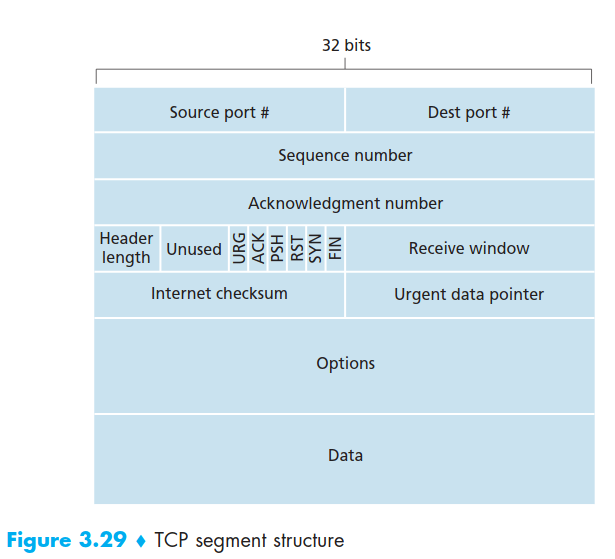 32 bits
Source port #
Dest port #
Sequence number
Acknowledgment number
Header
length
Unused
URG
ACK
PSH
RST
SYN
FIN
Receive window
Internet checksum
Urgent data pointer
Options
Data
Figure 3.29 ♦ TCP segment structure